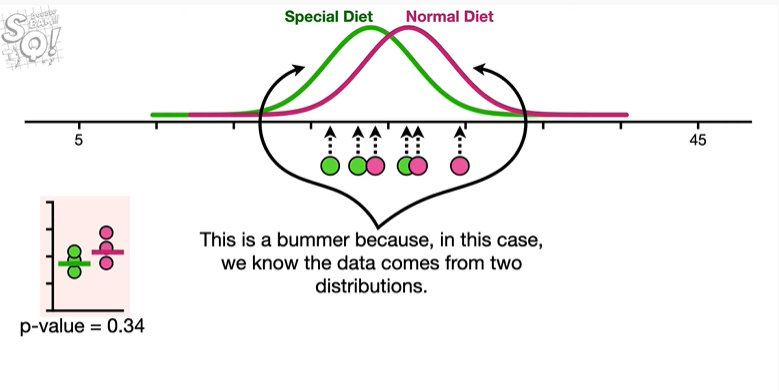 StatQuest!
Special Diet
Normal Diet
5
45
This is a bummer because, in this case,
we know the data comes from two
distributions.
p-value = 0.34